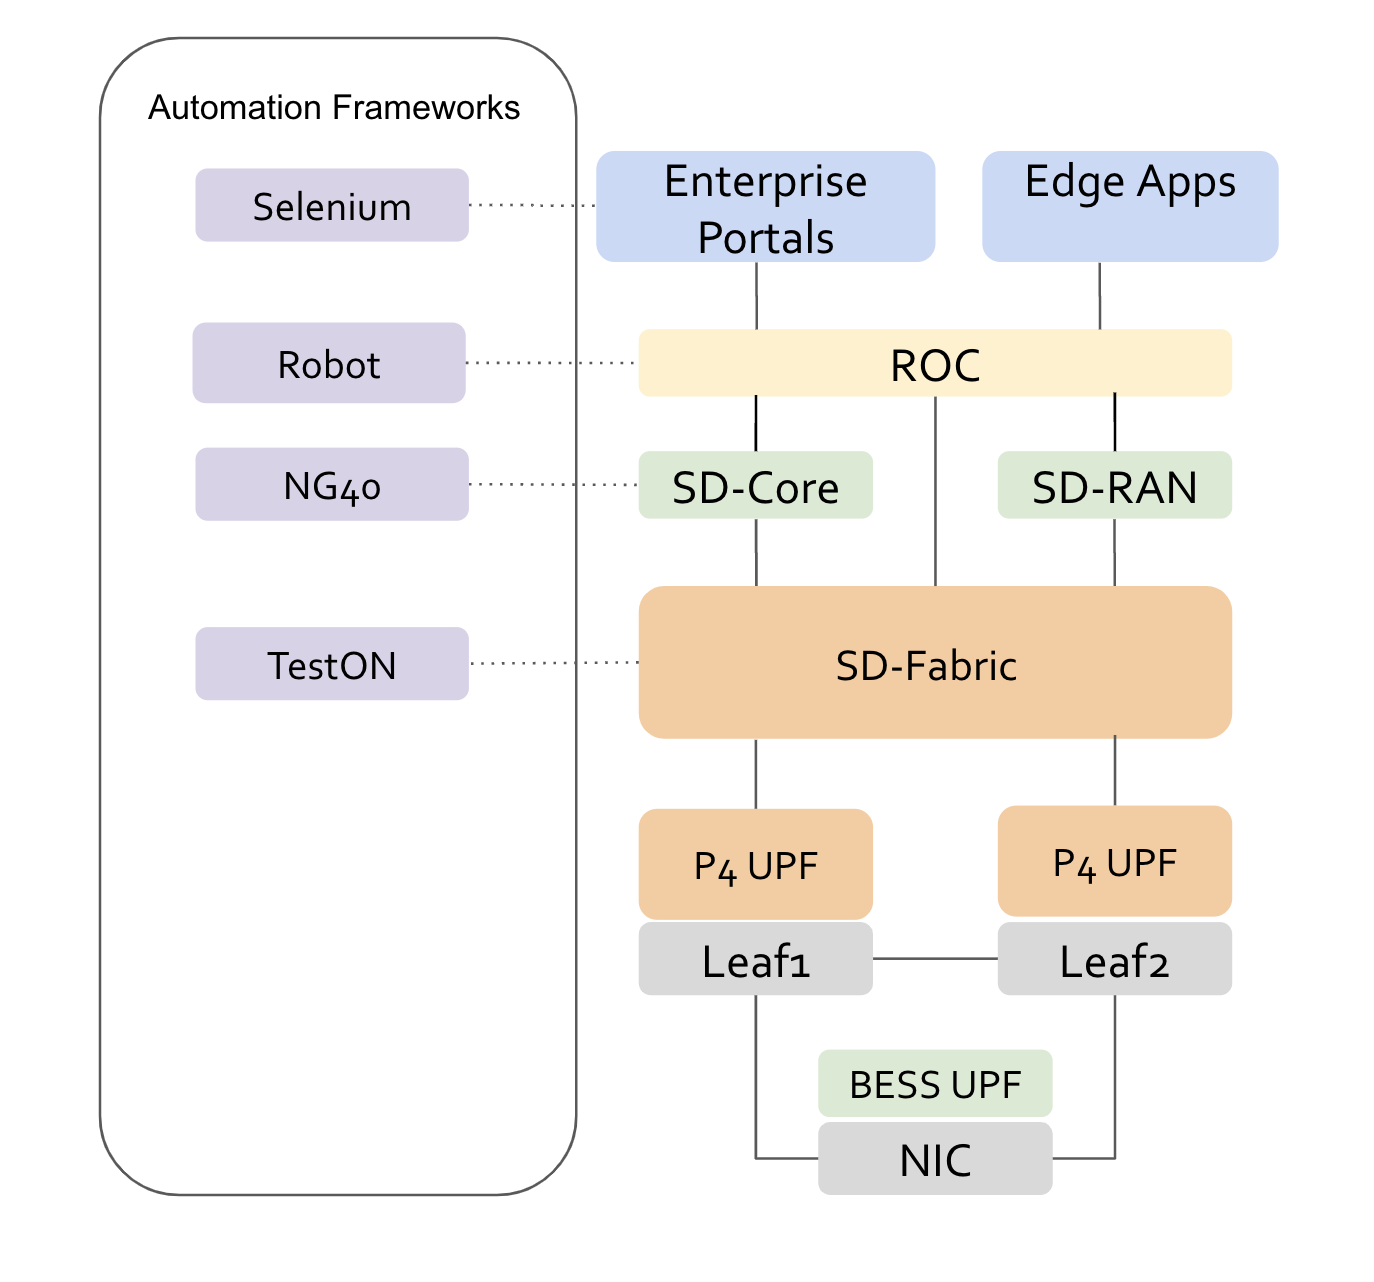 Automation Frameworks
Selenium
Enterprise
Portals
Edge Apps
Robot
ROC
NG40
SD-Core
SD-RAN
TestON
SD-Fabric
P4 UPF
P4 UPF
Leaf1
Leaf2
BESS UPF
NIC